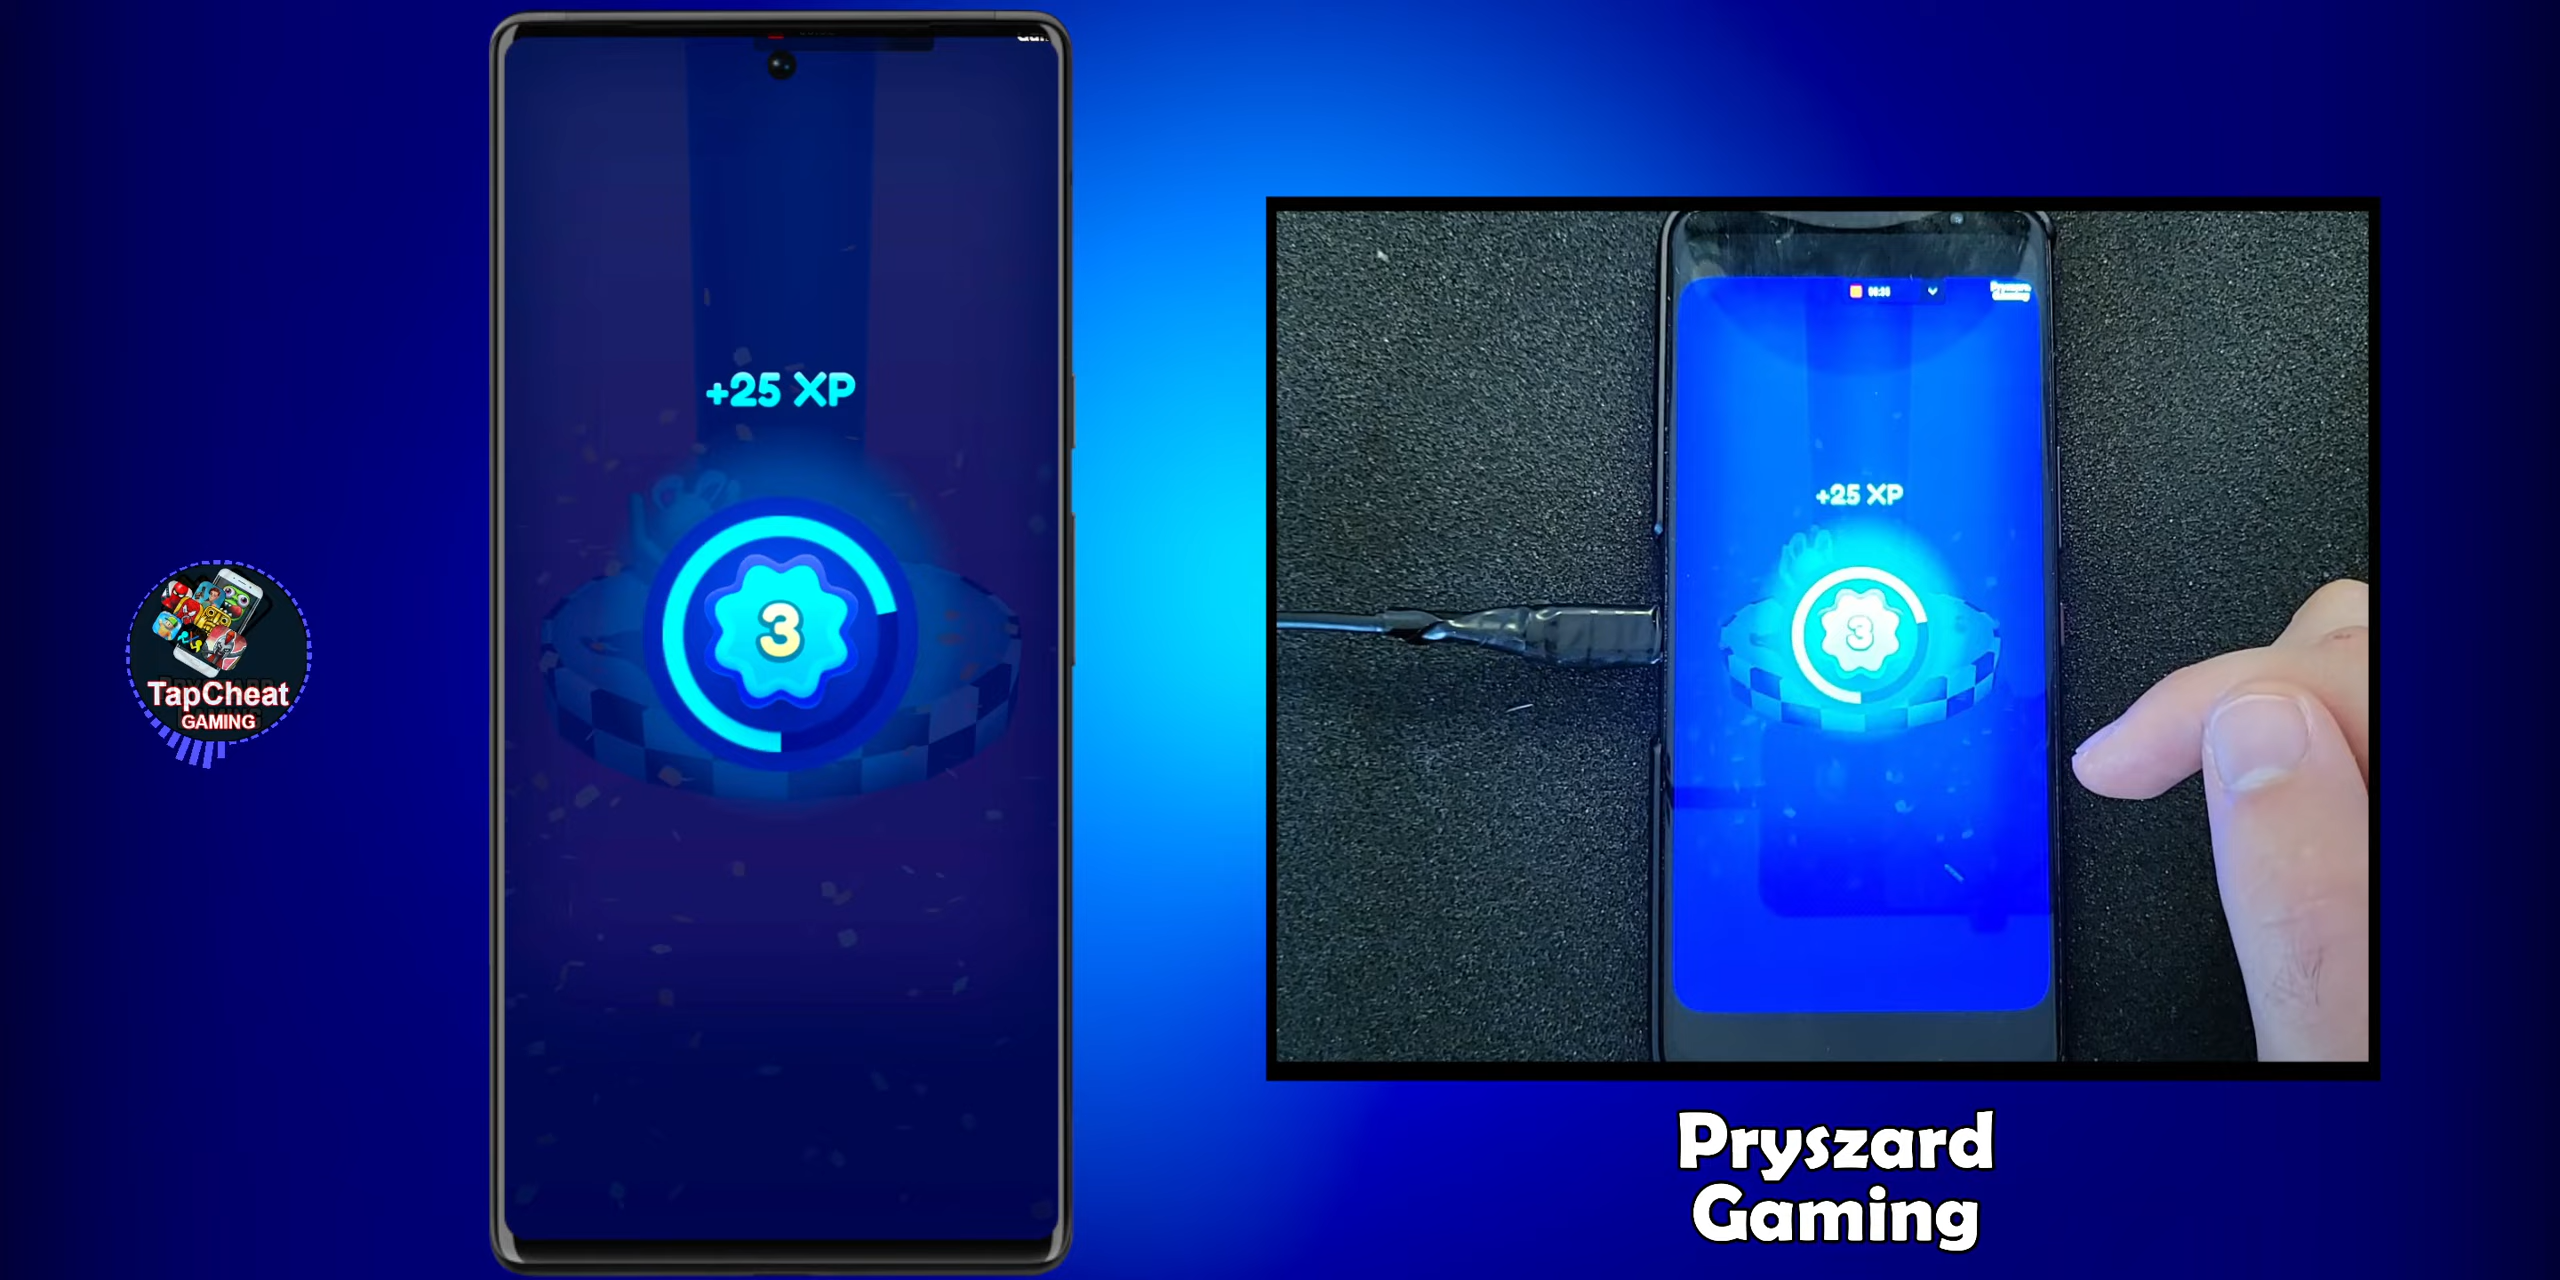 +25 XP
3
TapCheat
GAMING
+25 XP
3
Pryszard
Gaming